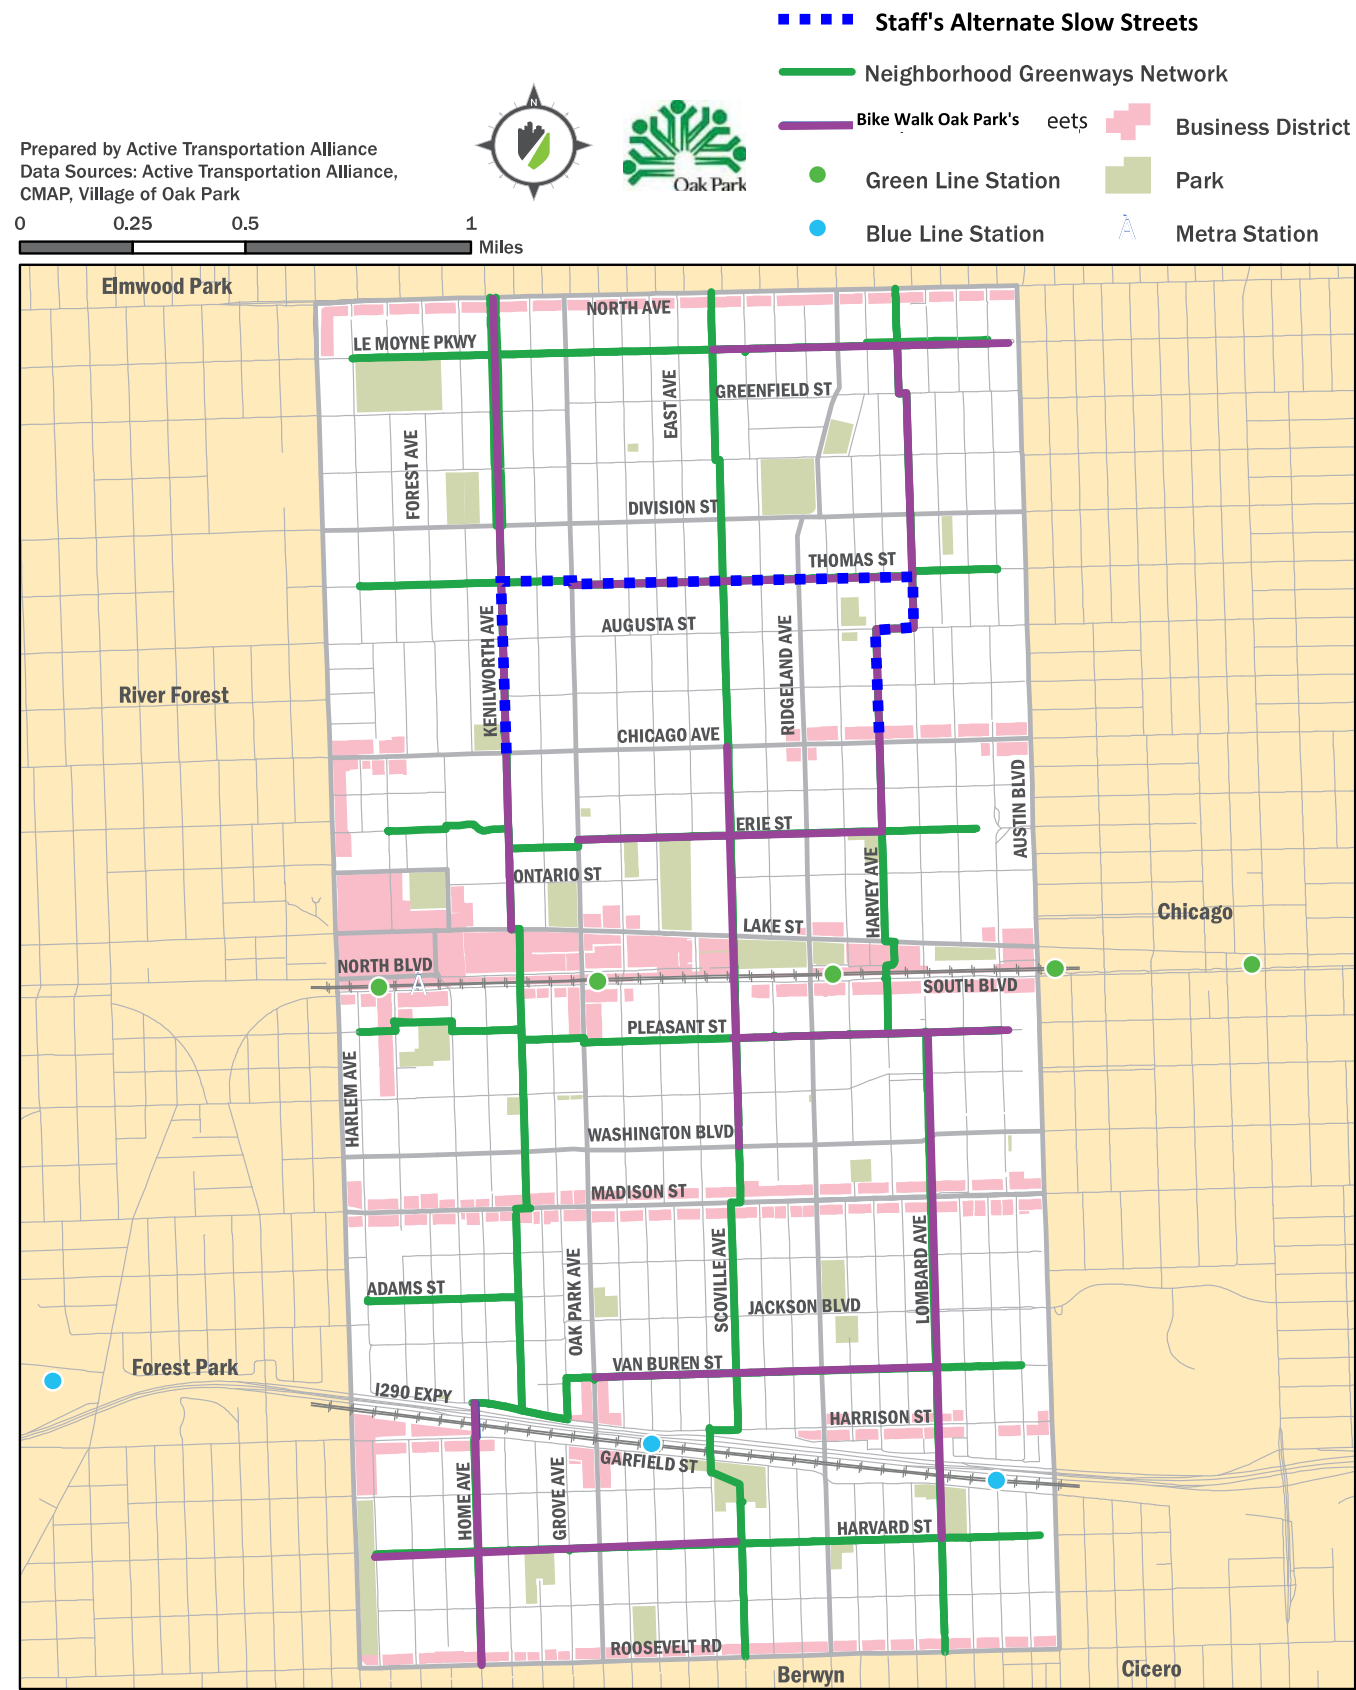 Staff's Alternate Slow Streets
Neighborhood Greenways Network
Bike Walk Oak Park's
eets
Business District
Green Line Station
Park
Blue Line Station
Metra Station
Prepared by Active Transportation Alliance
Data Sources: Active Transportation Alliance,
CMAP, Village of Oak Park
0 0.25 0.5 1
Miles
N
Oak Park
Elmwood Park
NORTH AVE
LE MOYNE PKWY
GREENFIELD ST
EAST AVE
FOREST AVE
DIVISION ST
THOMAS ST
KENILWORTH AVE
AUGUSTA ST
RIDGELAND AVE
River Forest
CHICAGO AVE
AUSTIN BLVD
ERIE ST
ONTARIO ST
HARVEY AVE
Chicago
LAKE ST
NORTH BLVD
SOUTH BLVD
PLEASANT ST
HARLEM AVE
WASHINGTON BLVD
MADISON ST
LOMBARD AVE
SCOVILLE AVE
OAK PARK AVE
ADAMS ST
JACKSON BLVD
VAN BUREN ST
Forest Park
I290 EXPY
HARRISON ST
GARFIELD ST
HOME AVE
GROVE AVE
HARVARD ST
ROOSEVELT RD
Berwyn
Cicero